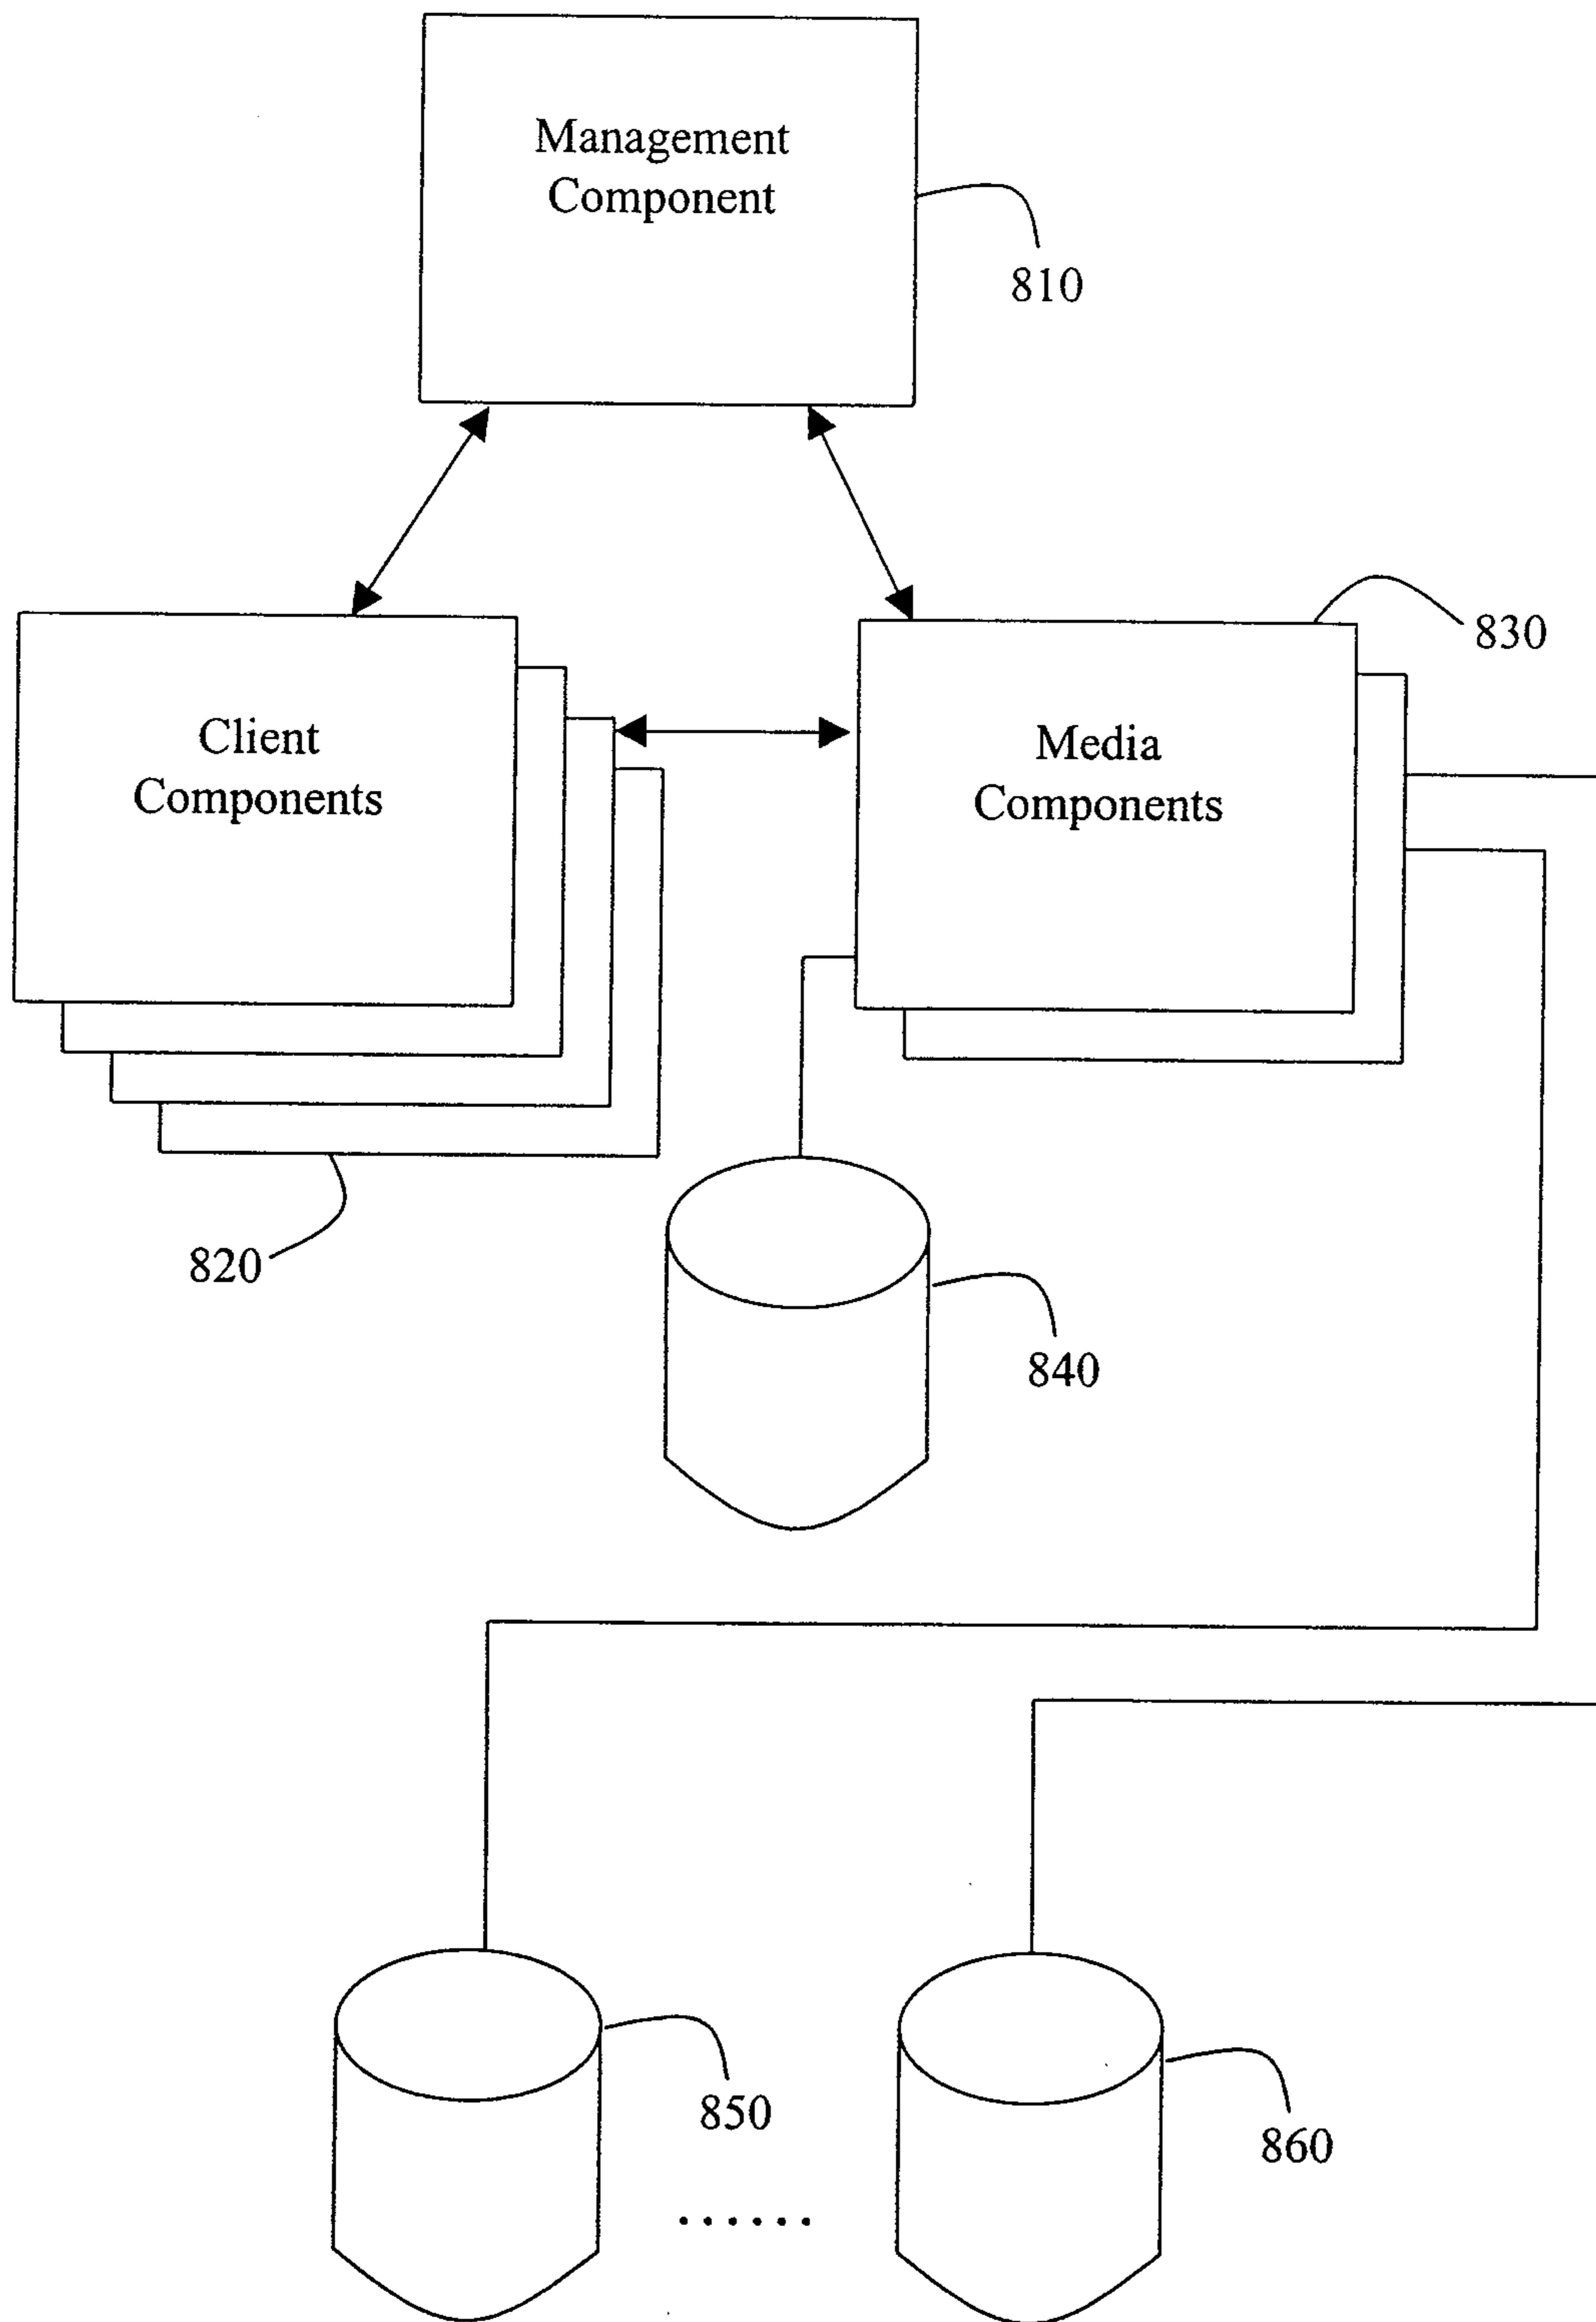 Management
Component
810
830
Client
Components
Media
Components
820
840
850
860
......